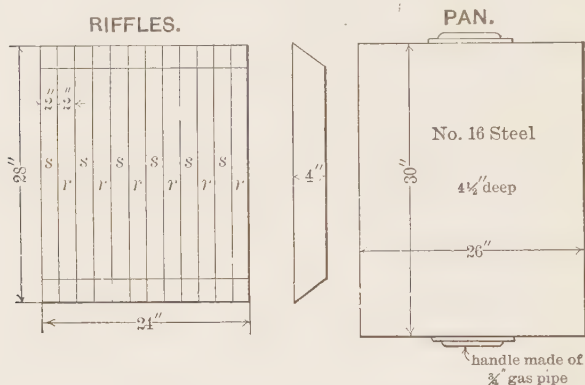 RIFFLES.
PAN.
2" 2"
s s s s s s
r r r r r r
28"
24"
4"
No. 16 Steel
4½" deep
30"
26"
handle made of
¾" gas pipe